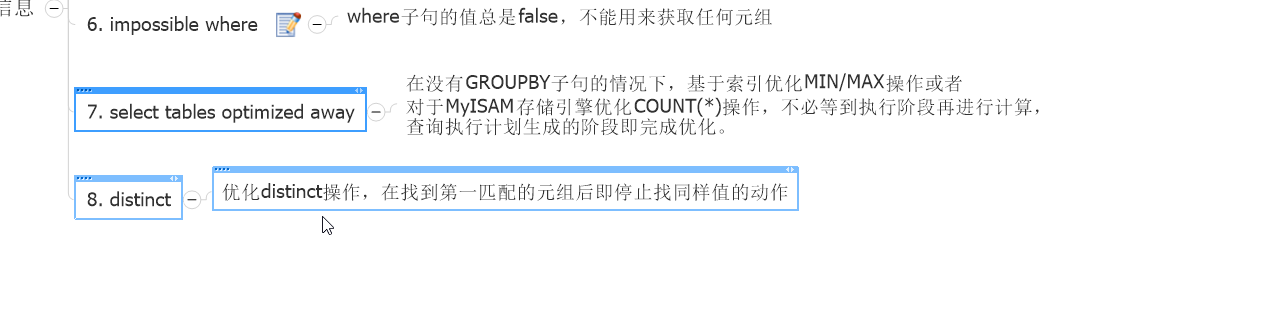 信息
6. impossible where
where子句的值总是false，不能用来获取任何元组
7. select tables optimized away
在没有GROUPBY子句的情况下，基于索引优化MIN/MAX操作或者
对于MyISAM存储引擎优化COUNT(*)操作，不必等到执行阶段再进行计算，
查询执行计划生成的阶段即完成优化。
8. distinct
优化distinct操作，在找到第一匹配的元组后即停止找同样值的动作